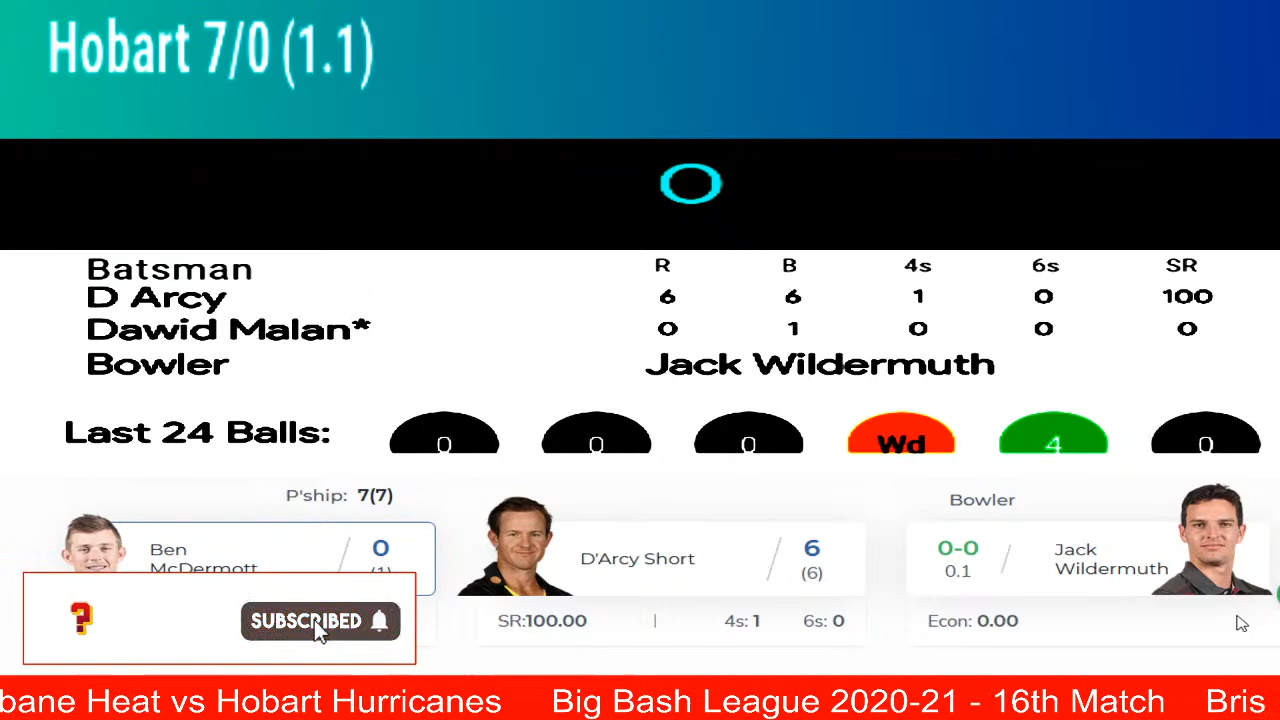 Hobart 7/0 (1.1)
0
Batsman R B 4s 6s SR
D Arcy 6 6 1 0 100
Dawid Malan* 0 1 0 0 0
Bowler Jack Wildermuth
Last 24 Balls: 0 0 0 Wd 4 0
P'ship: 7(7)
Bowler
Ben McDermott 0 (1)
D'Arcy Short 6 (6)
0-0 0.1 Jack Wildermuth
? SUBSCRIBED
SR:100.00 | 4s: 1 6s: 0
Econ: 0.00
bane Heat vs Hobart Hurricanes Big Bash League 2020-21 - 16th Match Bris